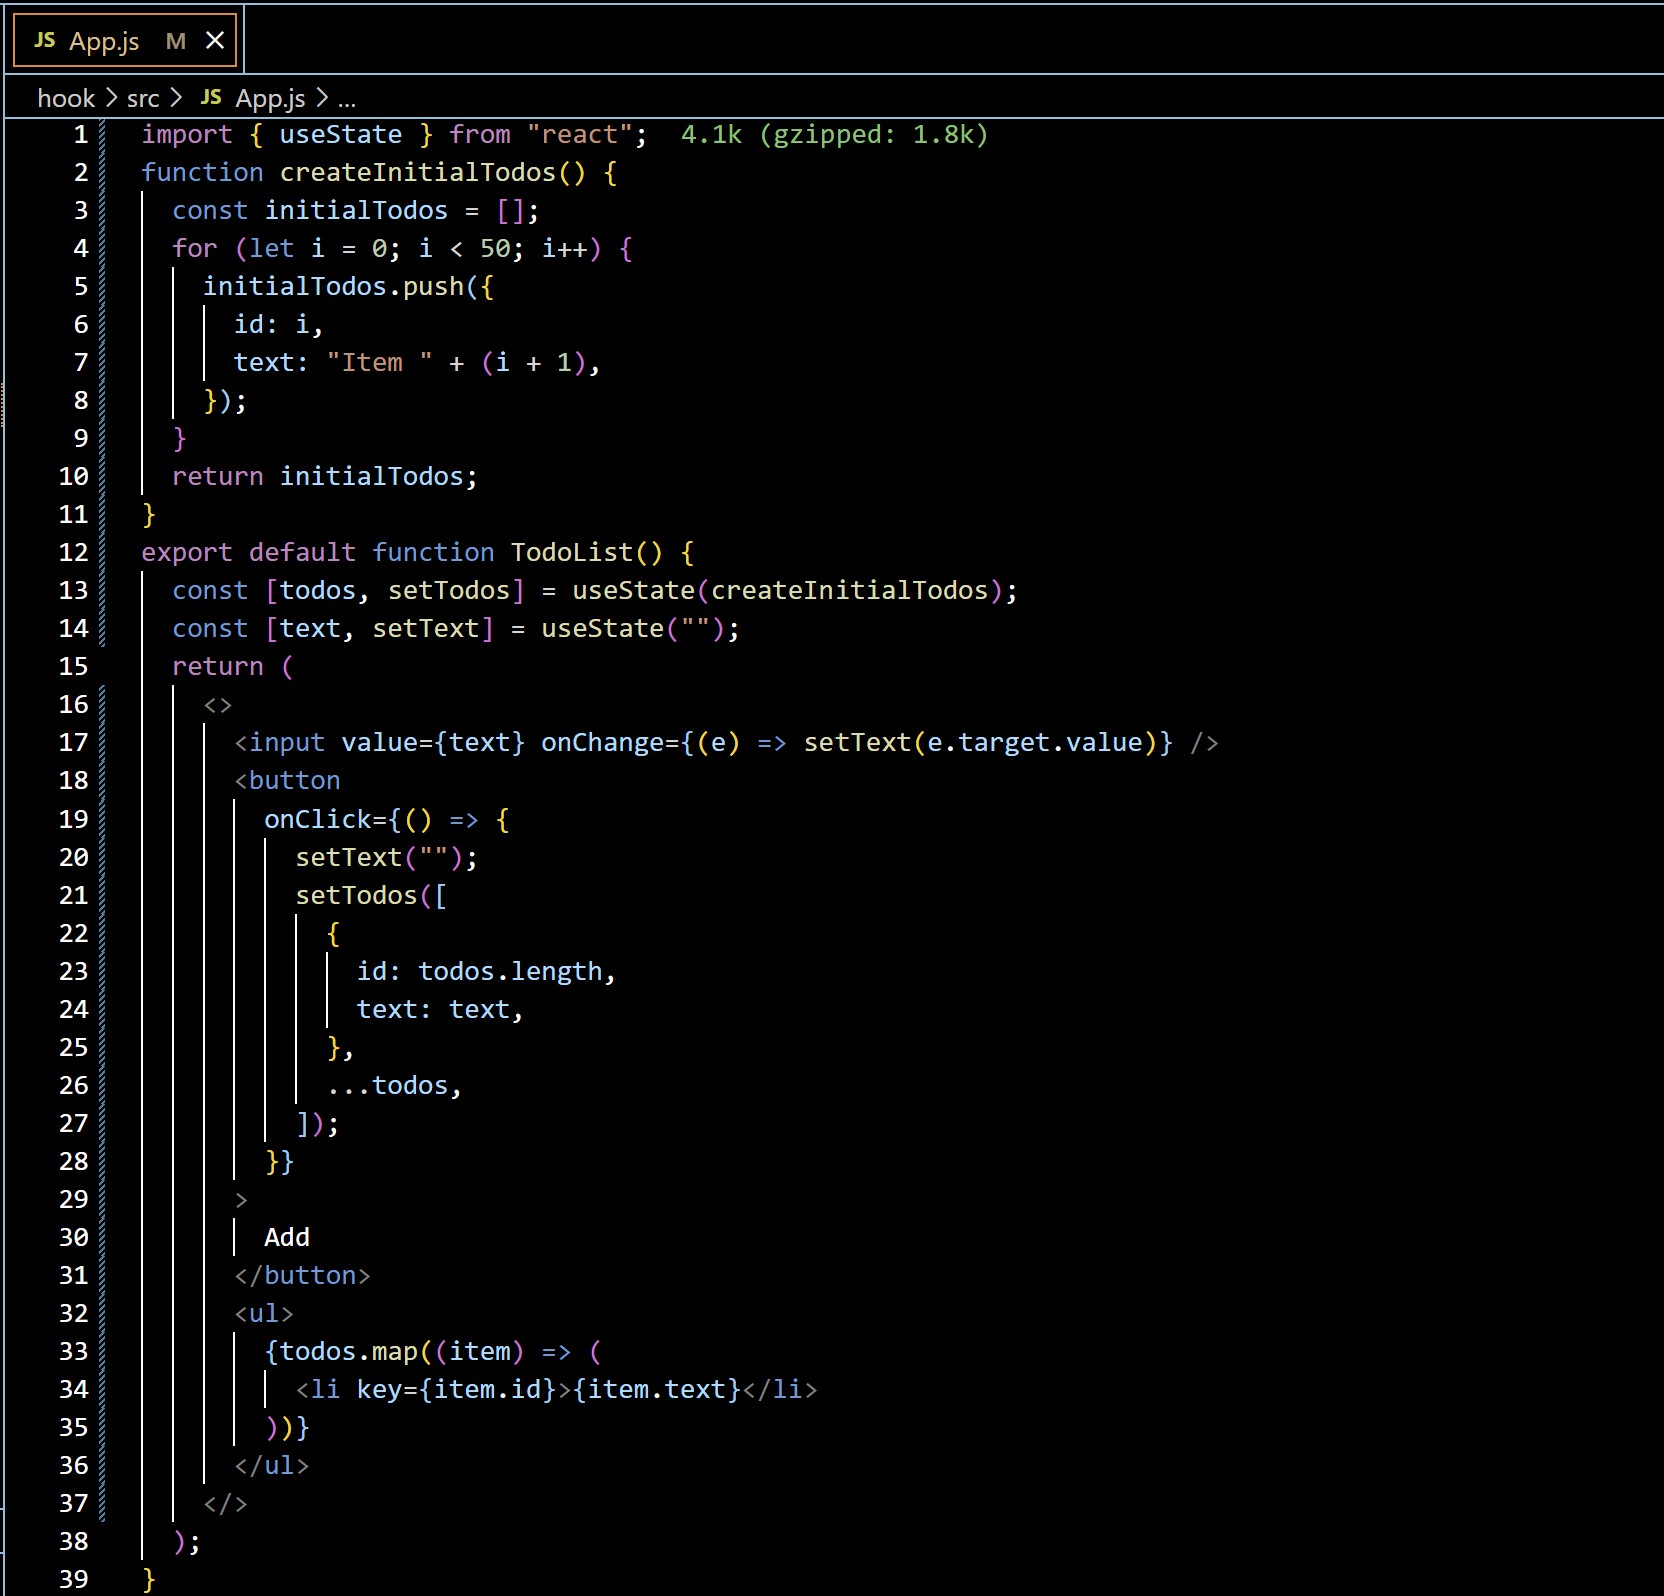 JS App.js M ×
hook > src > JS App.js > ...
1 import { useState } from "react"; 4.1k (gzipped: 1.8k)
2 function createInitialTodos() {
3   const initialTodos = [];
4   for (let i = 0; i < 50; i++) {
5     initialTodos.push({
6       id: i,
7       text: "Item " + (i + 1),
8     });
9   }
10   return initialTodos;
11 }
12 export default function TodoList() {
13   const [todos, setTodos] = useState(createInitialTodos);
14   const [text, setText] = useState("");
15   return (
16     <>
17       <input value={text} onChange={(e) => setText(e.target.value)} />
18       <button
19         onClick={() => {
20           setText("");
21           setTodos([
22             {
23               id: todos.length,
24               text: text,
25             },
26             ...todos,
27           ]);
28         }}
29       >
30         Add
31       </button>
32       <ul>
33         {todos.map((item) => (
34           <li key={item.id}>{item.text}</li>
35         ))}
36       </ul>
37     </>
38   );
39 }